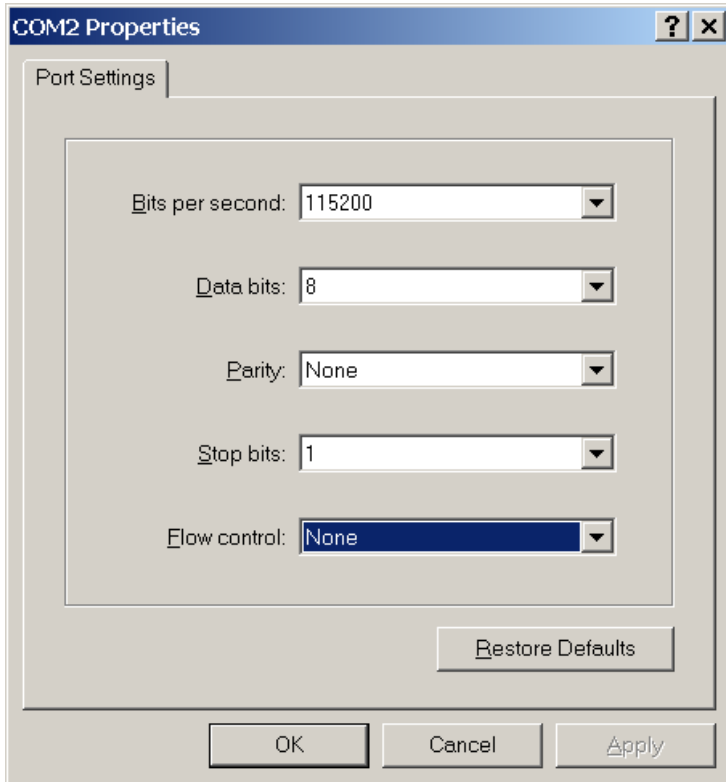 COM2 Properties
Port Settings
Bits per second: 115200
Data bits: 8
Parity: None
Stop bits: 1
Flow control: None
Restore Defaults
OK Cancel Apply